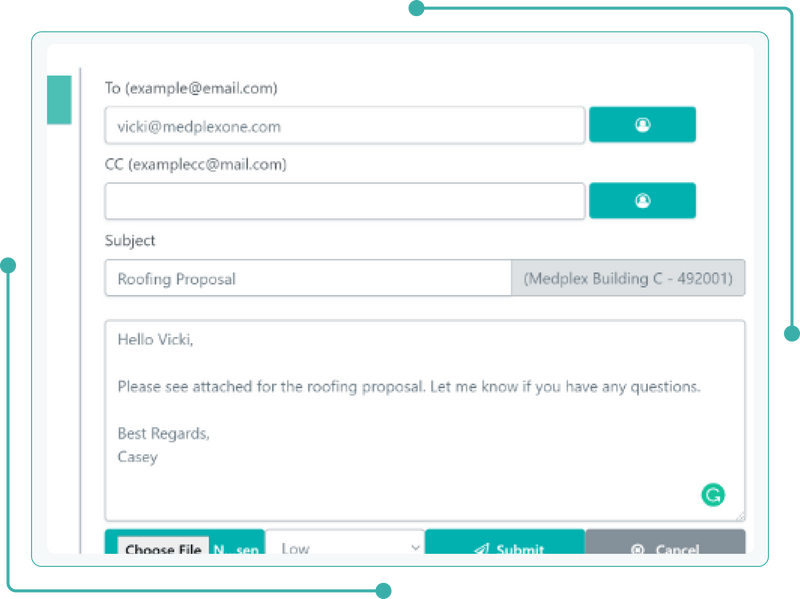 To (example@email.com)
vicki@medplexone.com
CC (examplecc@mail.com)
Subject
Roofing Proposal (Medplex Building C - 492001)
Hello Vicki,
Please see attached for the roofing proposal. Let me know if you have any questions.
Best Regards,
Casey
Choose File Low Submit Cancel